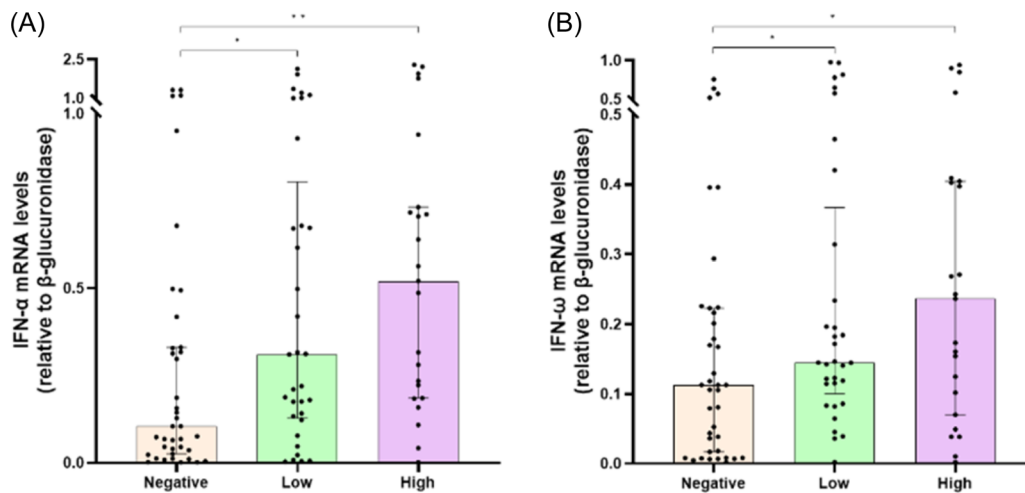 (A)
**
*
2.5
1.0
1.0
0.5
0.0
IFN-α mRNA levels
(relative to β-glucuronidase)
Negative Low High
(B)
*
*
1.0
0.5
0.5
0.4
0.3
0.2
0.1
0.0
IFN-ω mRNA levels
(relative to β-glucuronidase)
Negative Low High